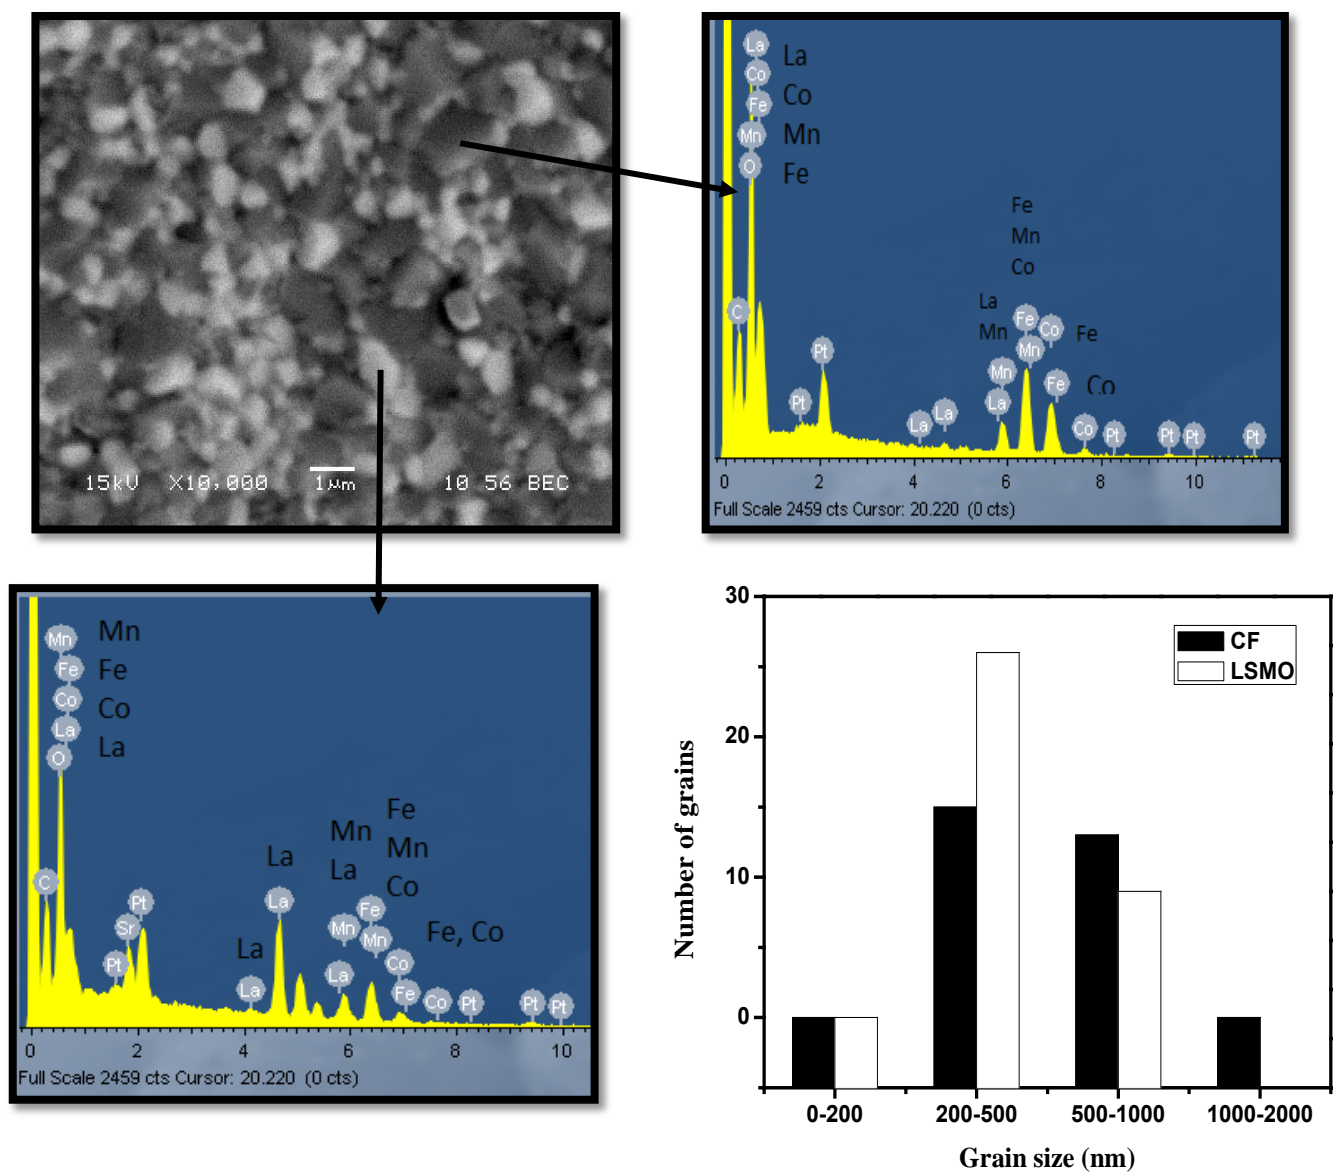 15kV X10,000 1μm 10 56 BEC
La
La
Co
Co
Fe
Mn
Mn
O
Fe
Fe
Mn
Co
La
Mn
C
Pt
Pt
La
La
Mn
La
Fe
Mn
Co
Fe
Fe
Co
Co
Pt
Pt
Pt
Pt
0 2 4 6 8 10
Full Scale 2459 cts Cursor: 20.220 (0 cts)
Mn
Mn
Fe
Fe
Co
Co
La
La
O
C
Pt
Sr
Pt
La
La
La
La
Mn
La
Mn
La
Fe
Mn
Co
Fe
Mn
Fe, Co
Co
Fe
Co
Pt
Pt
Pt
0 2 4 6 8 10
Full Scale 2459 cts Cursor: 20.220 (0 cts)
30
20
10
0
Number of grains
CF
LSMO
0-200 200-500 500-1000 1000-2000
Grain size (nm)